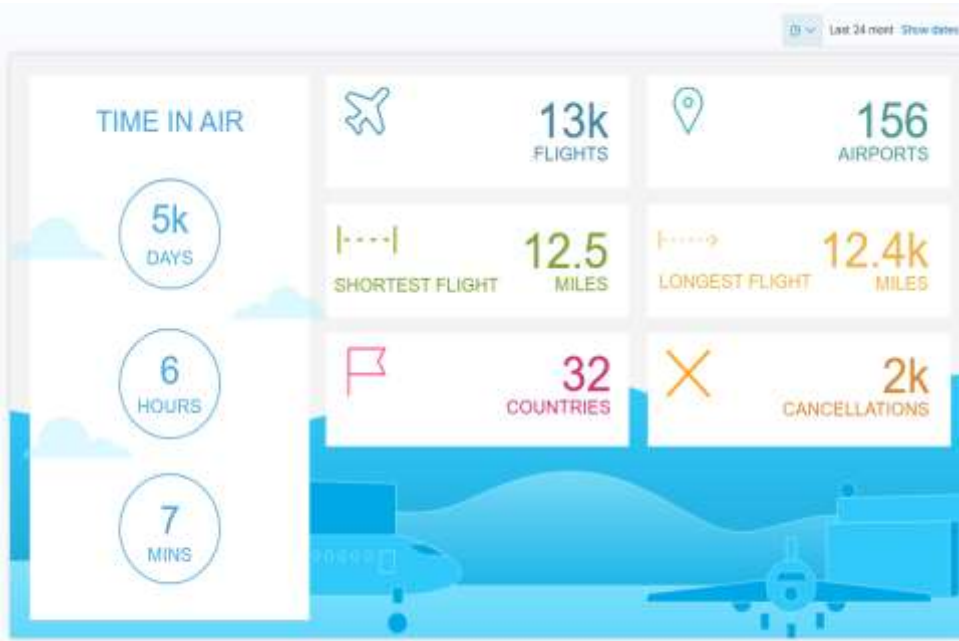 Last 24 mont Show dates
TIME IN AIR
5k
DAYS
6
HOURS
7
MINS
13k
FLIGHTS
156
AIRPORTS
12.5
SHORTEST FLIGHT MILES
12.4k
LONGEST FLIGHT MILES
32
COUNTRIES
2k
CANCELLATIONS